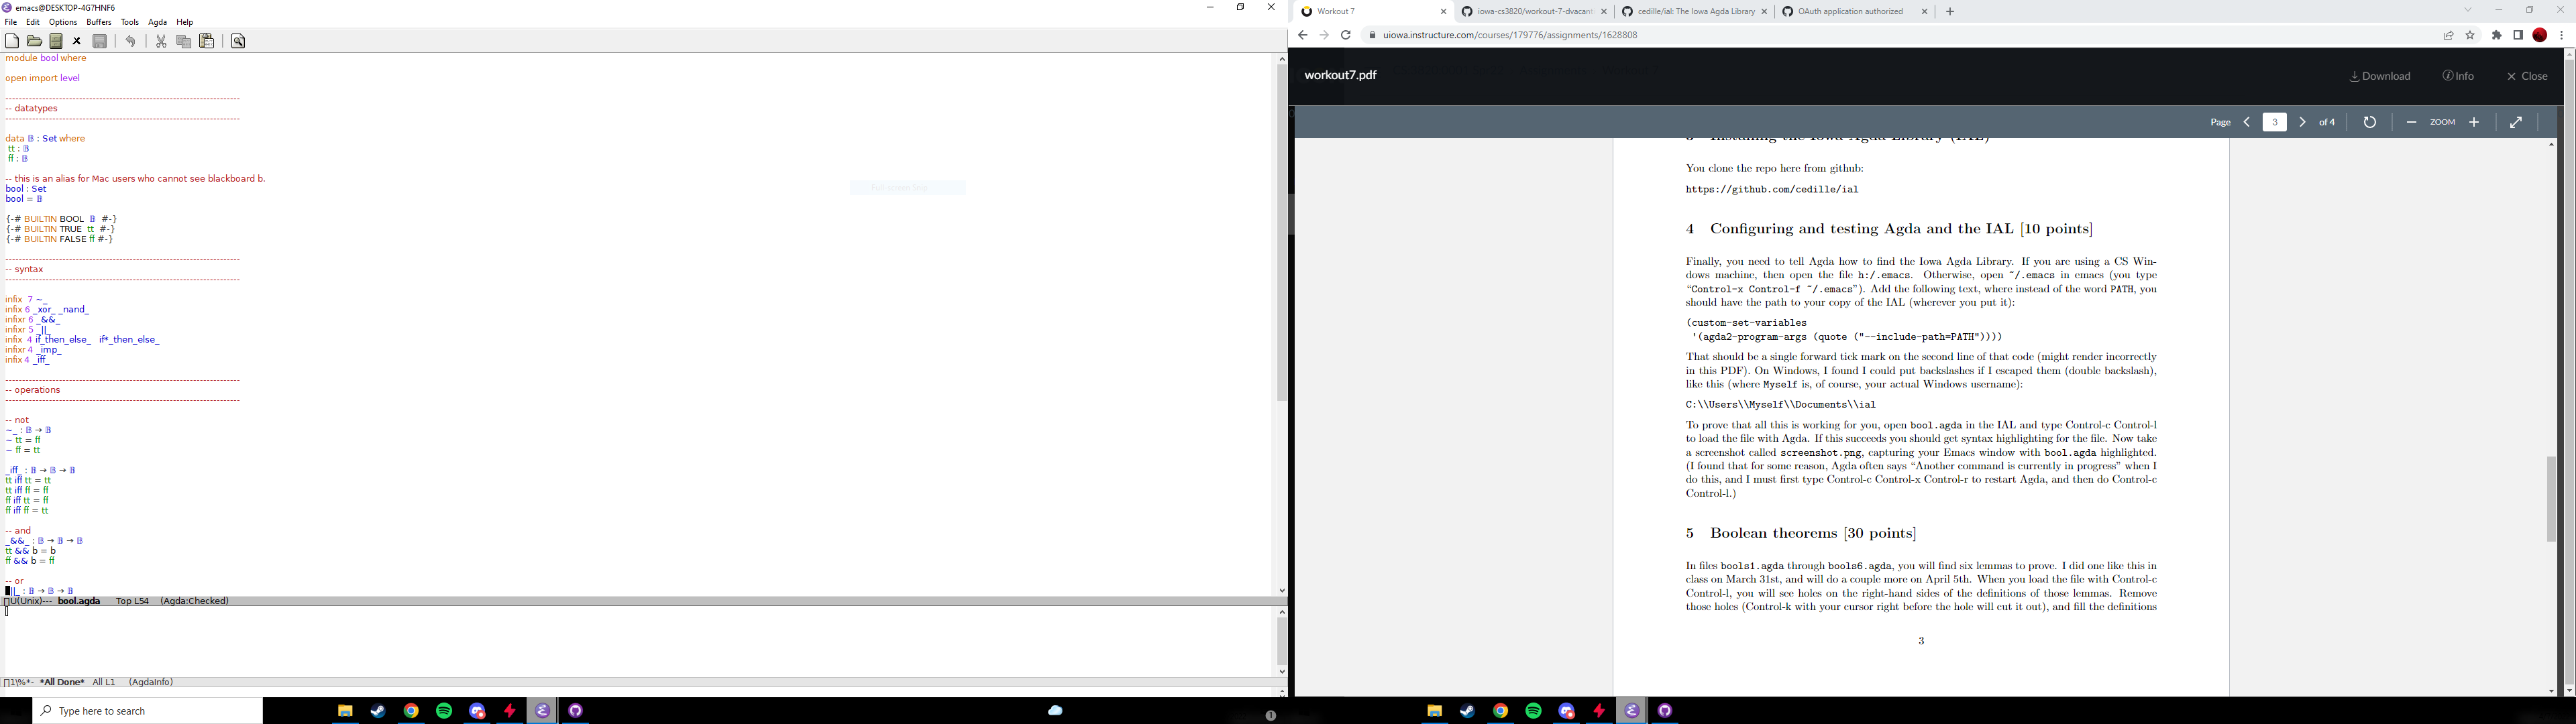 emacs@DESKTOP-4G7HNF6
File Edit Options Buffers Tools Agda Help
module bool where
open import level
----------------------------------------------------------------------
-- datatypes
----------------------------------------------------------------------
data 𝔹 : Set where
tt : 𝔹
ff : 𝔹
-- this is an alias for Mac users who cannot see blackboard b.
bool : Set
bool = 𝔹
{-# BUILTIN BOOL 𝔹 #-}
{-# BUILTIN TRUE tt #-}
{-# BUILTIN FALSE ff #-}
----------------------------------------------------------------------
-- syntax
----------------------------------------------------------------------
infix 7 ~_
infix 6 _xor_ _nand_
infixr 6 _&&_
infixr 5 _||_
infix 4 if_then_else_ if*_then_else_
infixr 4 _imp_
infix 4 _iff_
----------------------------------------------------------------------
-- operations
----------------------------------------------------------------------
-- not
~_ : 𝔹 → 𝔹
~ tt = ff
~ ff = tt
_iff_ : 𝔹 → 𝔹 → 𝔹
tt iff tt = tt
tt iff ff = ff
ff iff tt = ff
ff iff ff = tt
-- and
_&&_ : 𝔹 → 𝔹 → 𝔹
tt && b = b
ff && b = ff
-- or
_||_ : 𝔹 → 𝔹 → 𝔹
U(Unix)--- bool.agda Top L54 (Agda:Checked)
1\%*- *All Done* All L1 (AgdaInfo)
Type here to search
1
Workout 7
iowa-cs3820/workout-7-dvacant
cedille/ial: The Iowa Agda Library
OAuth application authorized
uiowa.instructure.com/courses/179776/assignments/1628808
workout7.pdf
Download Info Close
Page 3 of 4 ZOOM
3 Installing the Iowa Agda Library (IAL)
You clone the repo here from github:
https://github.com/cedille/ial
4 Configuring and testing Agda and the IAL [10 points]
Finally, you need to tell Agda how to find the Iowa Agda Library. If you are using a CS Win-
dows machine, then open the file h:/.emacs. Otherwise, open ~/.emacs in emacs (you type
“Control-x Control-f ~/.emacs”). Add the following text, where instead of the word PATH, you
should have the path to your copy of the IAL (wherever you put it):
(custom-set-variables
'(agda2-program-args (quote ("--include-path=PATH"))))
That should be a single forward tick mark on the second line of that code (might render incorrectly
in this PDF). On Windows, I found I could put backslashes if I escaped them (double backslash),
like this (where Myself is, of course, your actual Windows username):
C:\\Users\\Myself\\Documents\\ial
To prove that all this is working for you, open bool.agda in the IAL and type Control-c Control-l
to load the file with Agda. If this succeeds you should get syntax highlighting for the file. Now take
a screenshot called screenshot.png, capturing your Emacs window with bool.agda highlighted.
(I found that for some reason, Agda often says “Another command is currently in progress” when I
do this, and I must first type Control-c Control-x Control-r to restart Agda, and then do Control-c
Control-l.)
5 Boolean theorems [30 points]
In files bools1.agda through bools6.agda, you will find six lemmas to prove. I did one like this in
class on March 31st, and will do a couple more on April 5th. When you load the file with Control-c
Control-l, you will see holes on the right-hand sides of the definitions of those lemmas. Remove
those holes (Control-k with your cursor right before the hole will cut it out), and fill the definitions
3